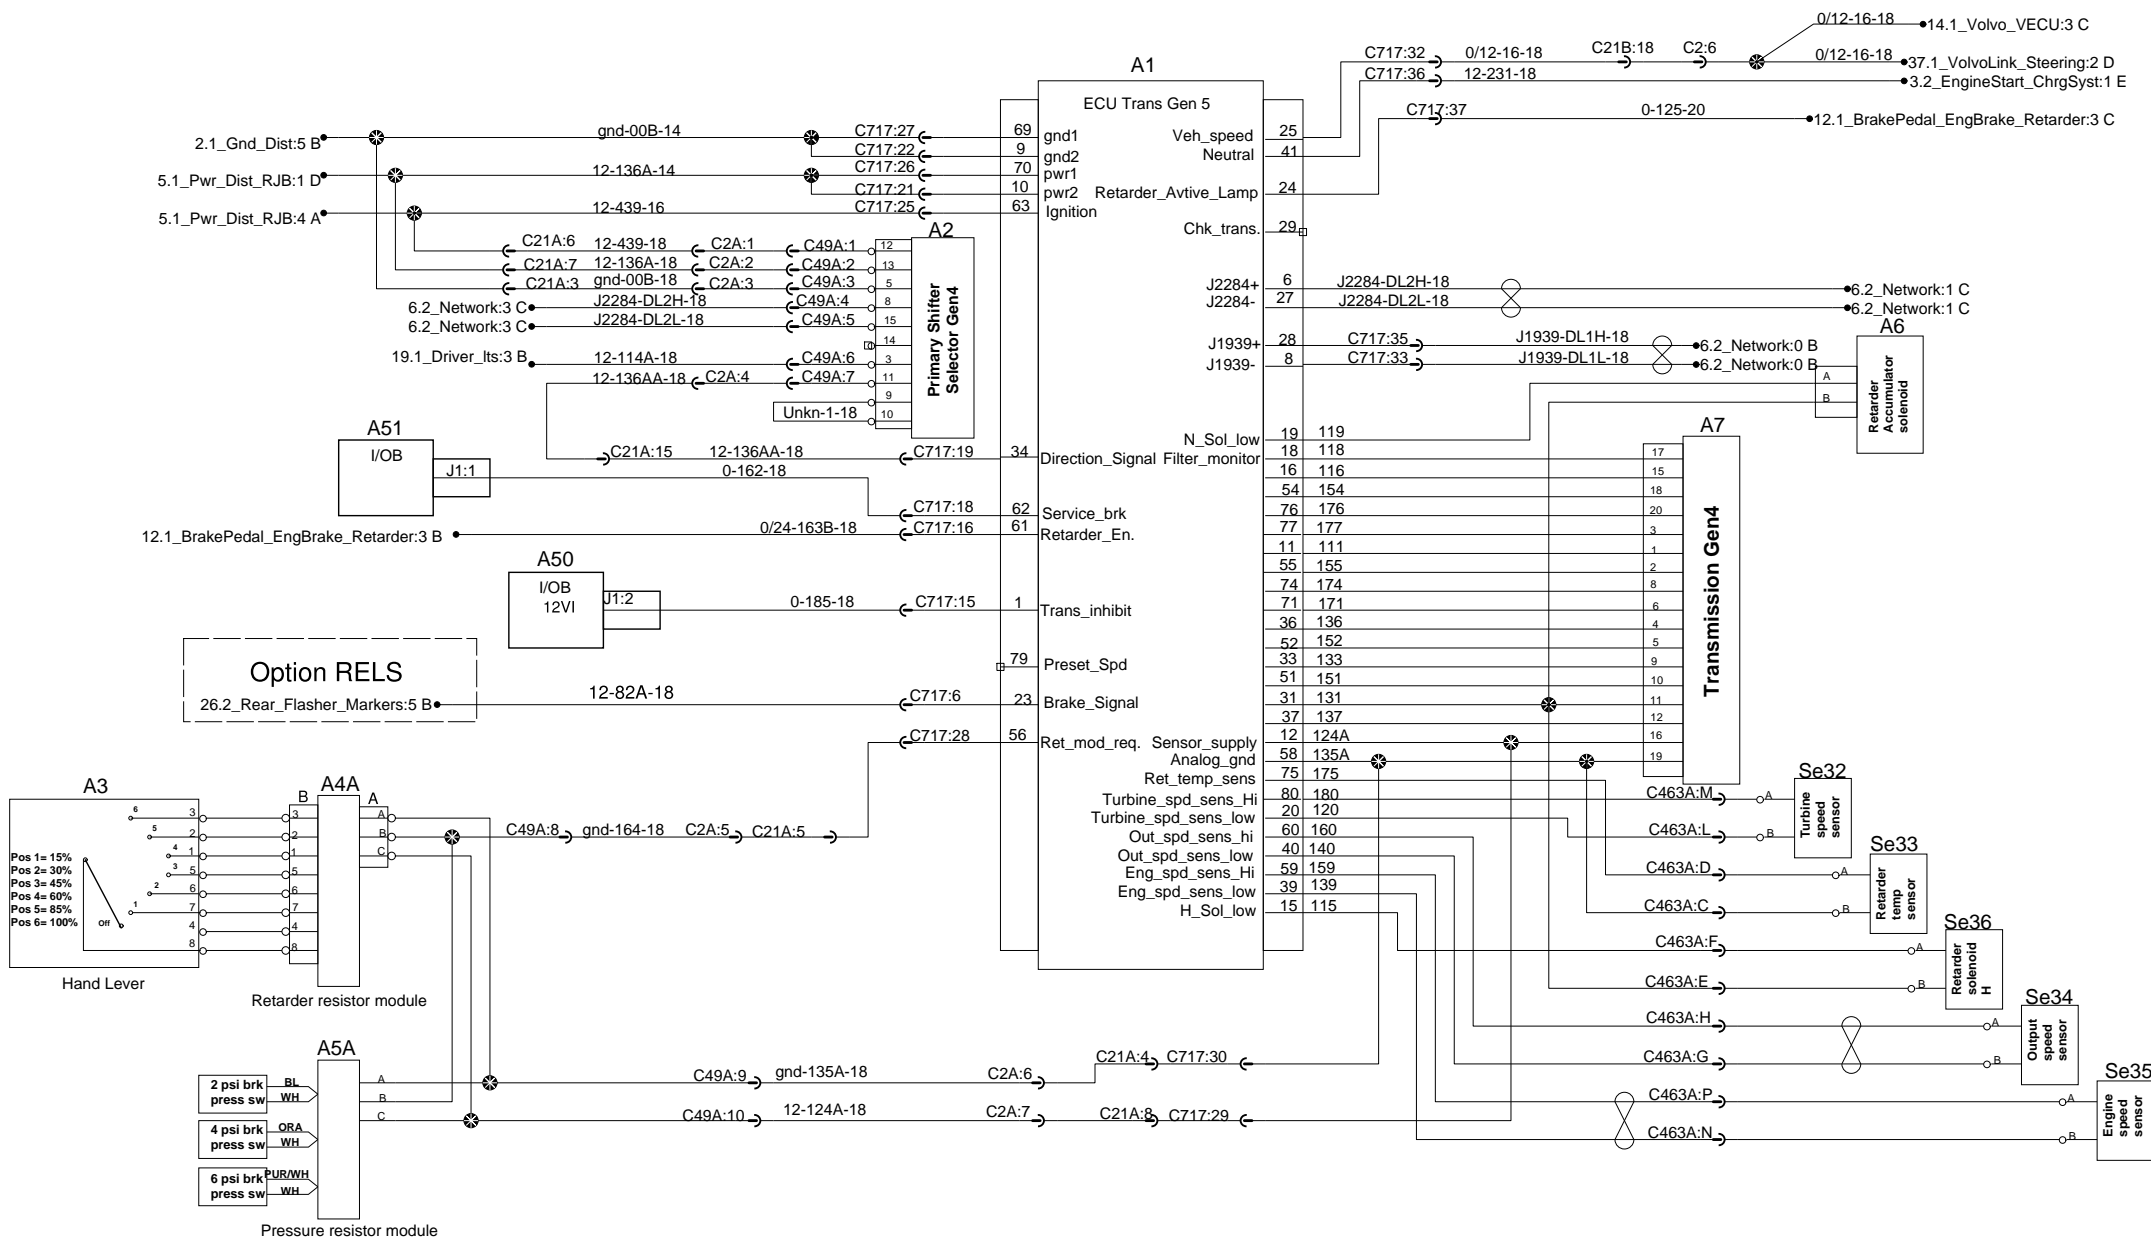 0/12-16-18
14.1_Volvo_VECU:3 C
C717:32
0/12-16-18
C21B:18
C2:6
0/12-16-18
37.1_VolvoLink_Steering:2 D
C717:36
12-231-18
3.2_EngineStart_ChrgSyst:1 E
C717:37
0-125-20
12.1_BrakePedal_EngBrake_Retarder:3 C
A1
ECU Trans Gen 5
2.1_Gnd_Dist:5 B
gnd-00B-14
C717:27
69
gnd1
Veh_speed
25
C717:22
9
gnd2
Neutral
41
5.1_Pwr_Dist_RJB:1 D
12-136A-14
C717:26
70
pwr1
C717:21
10
pwr2
Retarder_Avtive_Lamp
24
5.1_Pwr_Dist_RJB:4 A
12-439-16
C717:25
63
Ignition
Chk_trans.
29
A2
C21A:6
12-439-18
C2A:1
C49A:1
12
C21A:7
12-136A-18
C2A:2
C49A:2
13
C21A:3
gnd-00B-18
C2A:3
C49A:3
5
6.2_Network:3 C
J2284-DL2H-18
C49A:4
8
6.2_Network:3 C
J2284-DL2L-18
C49A:5
15
14
19.1_Driver_Its:3 B
12-114A-18
C49A:6
3
12-136AA-18
C2A:4
C49A:7
11
9
Unkn-1-18
10
Primary Shifter
Selector Gen4
J2284+
6
J2284-DL2H-18
6.2_Network:1 C
J2284-
27
J2284-DL2L-18
6.2_Network:1 C
J1939+
28
C717:35
J1939-DL1H-18
6.2_Network:0 B
J1939-
8
C717:33
J1939-DL1L-18
6.2_Network:0 B
A6
A
B
Retarder
Accumulator
solenoid
A51
I/OB
J1:1
C21A:15
12-136AA-18
C717:19
34
Direction_Signal
0-162-18
C717:18
62
Service_brk
12.1_BrakePedal_EngBrake_Retarder:3 B
0/24-163B-18
C717:16
61
Retarder_En.
A50
I/OB
12VI
J1:2
0-185-18
C717:15
1
Trans_inhibit
79
Preset_Spd
Option RELS
26.2_Rear_Flasher_Markers:5 B
12-82A-18
C717:6
23
Brake_Signal
C717:28
56
Ret_mod_req.
A7
Transmission Gen4
N_Sol_low
19
119
Filter_monitor
18
118
17
16
116
15
54
154
18
76
176
20
77
177
3
11
111
1
55
155
2
74
174
8
71
171
6
36
136
4
52
152
5
33
133
9
51
151
10
31
131
11
37
137
12
Sensor_supply
12
124A
16
Analog_gnd
58
135A
19
Ret_temp_sens
75
175
Turbine_spd_sens_Hi
80
180
Turbine_spd_sens_low
20
120
Out_spd_sens_hi
60
160
Out_spd_sens_low
40
140
Eng_spd_sens_Hi
59
159
Eng_spd_sens_low
39
139
H_Sol_low
15
115
Se32
C463A:M
A
C463A:L
B
Turbine
speed
sensor
Se33
C463A:D
A
C463A:C
B
Retarder
temp
sensor
Se36
C463A:F
A
C463A:E
B
Retarder
solenoid
H
Se34
C463A:H
A
C463A:G
B
Output
speed
sensor
Se35
C463A:P
A
C463A:N
B
Engine
speed
sensor
A3
Pos 1= 15%
Pos 2= 30%
Pos 3= 45%
Pos 4= 60%
Pos 5= 85%
Pos 6= 100%
6
5
4
3
2
1
Off
3
2
1
5
6
7
4
8
Hand Lever
A4A
B
A
3
2
1
5
6
7
4
8
A
B
C
Retarder resistor module
C49A:8
gnd-164-18
C2A:5
C21A:5
A5A
2 psi brk
press sw
BL
WH
4 psi brk
press sw
ORA
WH
6 psi brk
press sw
PUR/WH
WH
A
B
C
Pressure resistor module
C49A:9
gnd-135A-18
C2A:6
C21A:4
C717:30
C49A:10
12-124A-18
C2A:7
C21A:8
C717:29